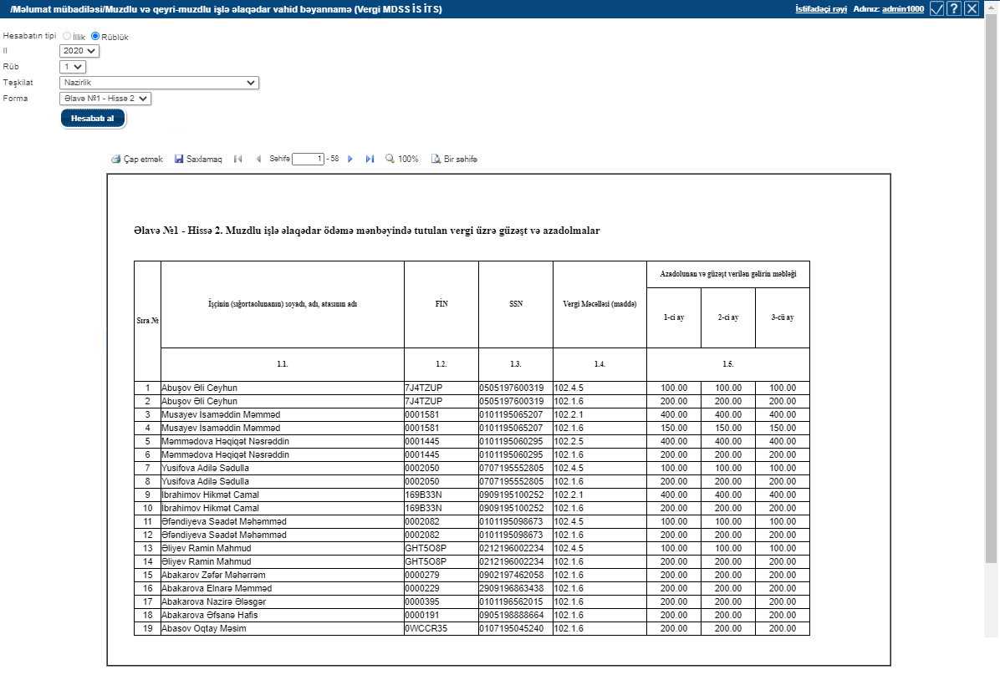 /Məlumat mübadiləsi/Muzdlu və qeyri-muzdlu işlə əlaqədar vahid bəyannamə (Vergi MDSS İS İTS) İstifadəçi rəyi Adınız: admin1000
Hesabatın tipi İllik Rüblük
Il 2020
Rüb 1
Təşkilat Nazirlik
Forma Əlavə №1 - Hissə 2
Hesabatı al
Çap etmək Saxlamaq Səhifə 1 - 58 100% Bir səhifə
Əlavə №1 - Hissə 2. Muzdlu işlə əlaqədar ödəmə mənbəyində tutulan vergi üzrə güzəşt və azadolmalar
Sıra № İşçinin (sığortaolunanın) soyadı, adı, atasının adı FİN SSN Vergi Məcəlləsi (maddə) Azadolunan və güzəşt verilən gəlirin məbləği
1-ci ay 2-ci ay 3-cü ay
1.1. 1.2. 1.3. 1.4. 1.5.
1 Abuşov Əli Ceyhun 7J4TZUP 0505197600319 102.4.5 100.00 100.00 100.00
2 Abuşov Əli Ceyhun 7J4TZUP 0505197600319 102.1.6 200.00 200.00 200.00
3 Musayev İsaməddin Məmməd 0001581 0101195065207 102.2.1 400.00 400.00 400.00
4 Musayev İsaməddin Məmməd 0001581 0101195065207 102.1.6 150.00 150.00 150.00
5 Məmmədova Həqiqət Nəsrəddin 0001445 0101195060295 102.2.5 400.00 400.00 400.00
6 Məmmədova Həqiqət Nəsrəddin 0001445 0101195060295 102.1.6 200.00 200.00 200.00
7 Yusifova Adilə Sədulla 0002050 0707195552805 102.4.5 100.00 100.00 100.00
8 Yusifova Adilə Sədulla 0002050 0707195552805 102.1.6 200.00 200.00 200.00
9 İbrahimov Hikmət Camal 169B33N 0909195100252 102.2.1 400.00 400.00 400.00
10 İbrahimov Hikmət Camal 169B33N 0909195100252 102.1.6 200.00 200.00 200.00
11 Əfəndiyeva Səadət Məhəmməd 0002082 0101195098673 102.4.5 100.00 100.00 100.00
12 Əfəndiyeva Səadət Məhəmməd 0002082 0101195098673 102.1.6 200.00 200.00 200.00
13 Əliyev Ramin Mahmud GHT5O8P 0212196002234 102.4.5 100.00 100.00 100.00
14 Əliyev Ramin Mahmud GHT5O8P 0212196002234 102.1.6 200.00 200.00 200.00
15 Abakarov Zəfər Məhərrəm 0000279 0902197462058 102.1.6 200.00 200.00 200.00
16 Abakarova Elnarə Məmməd 0000229 2909196863438 102.1.6 200.00 200.00 200.00
17 Abakarova Nazirə Ələsgər 0000395 0101196562015 102.1.6 200.00 200.00 200.00
18 Abakarova Əfsanə Hafis 0000191 0905198888664 102.1.6 200.00 200.00 200.00
19 Abasov Oqtay Məsim 0WCCR35 0107195045240 102.1.6 200.00 200.00 200.00